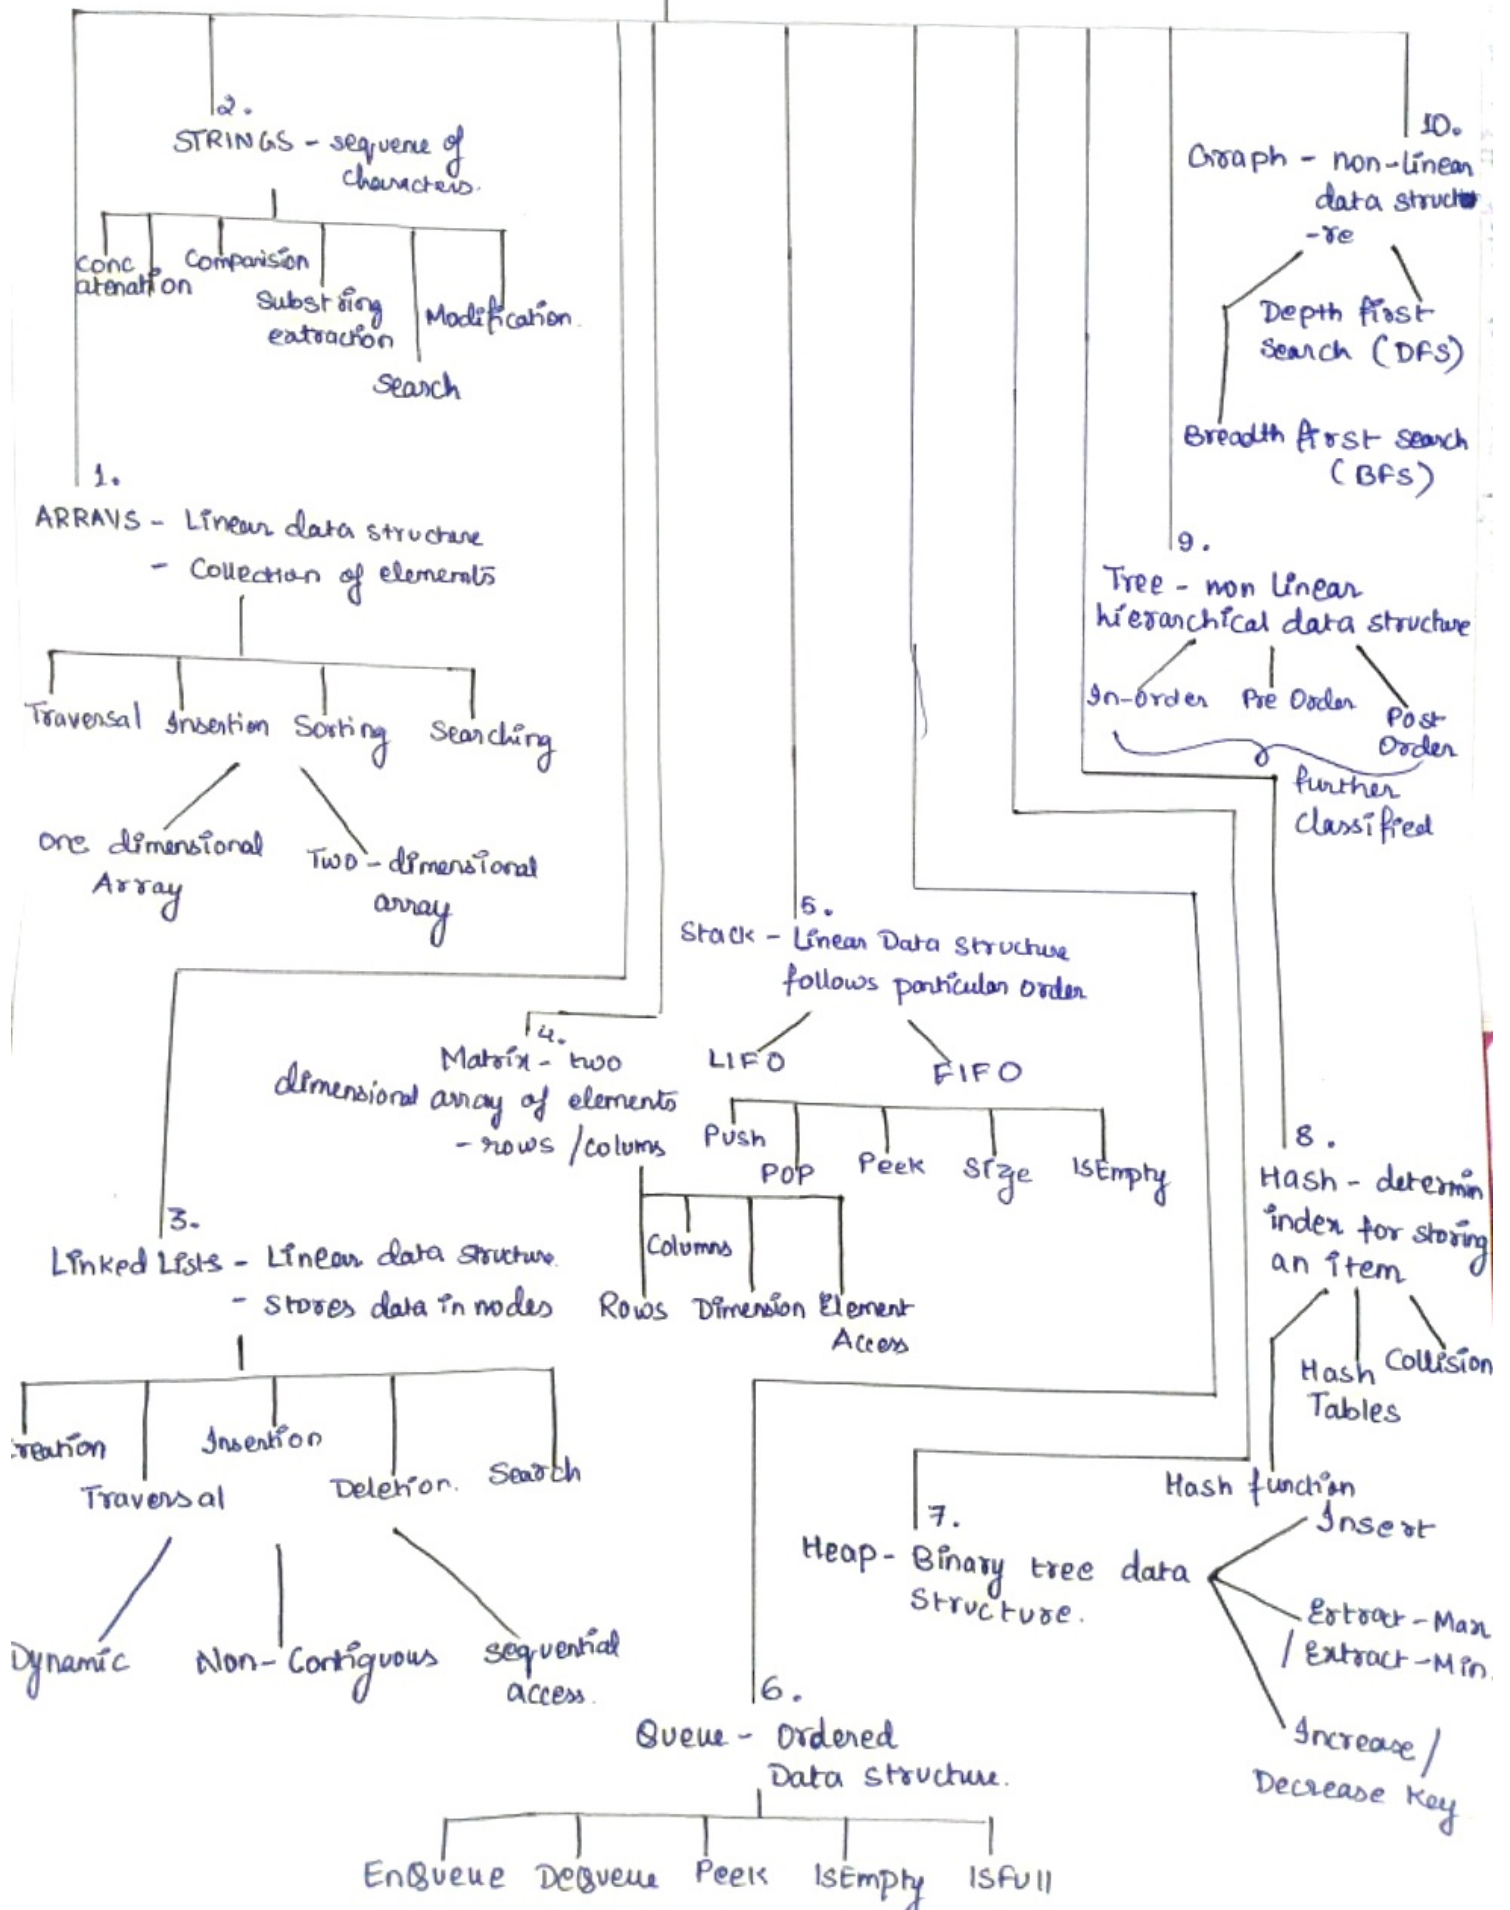 2.
STRINGS - sequence of
characters.
Conc
atenation
Comparision
Substring
extraction
Search
Modification.
1.
ARRAYS - Linear data structure
- Collection of elements
Traversal Insertion Sorting Searching
one dimensional
Array
Two-dimensional
array
3.
Linked Lists - Linear data structure.
- stores data in nodes
reation
Traversal
Insertion
Deletion.
Search
Dynamic
Non-Contiguous
sequential
access.
4.
Matrix - two
dimensional array of elements
- rows /colums
Rows
Columns
Dimension
Element
Access
5.
Stack - Linear Data structure
follows particular order
LIFO
FIFO
Push
POP
Peek
Size
IsEmpty
6.
Queue - Ordered
Data structure.
EnQueue DeQueue Peek IsEmpty IsFull
7.
Heap - Binary tree data
Structure.
Insert
Extract-Max
/ Extract-Min.
Increase /
Decrease Key
8.
Hash - determin
index for storing
an item
Hash function
Hash
Tables
Collision
9.
Tree - non linear
hierarchical data structure
In-order Pre Order Post
Order
further
classified
10.
Graph - non-linear
data structu
-re
Depth first
search (DFS)
Breadth first search
(BFS)